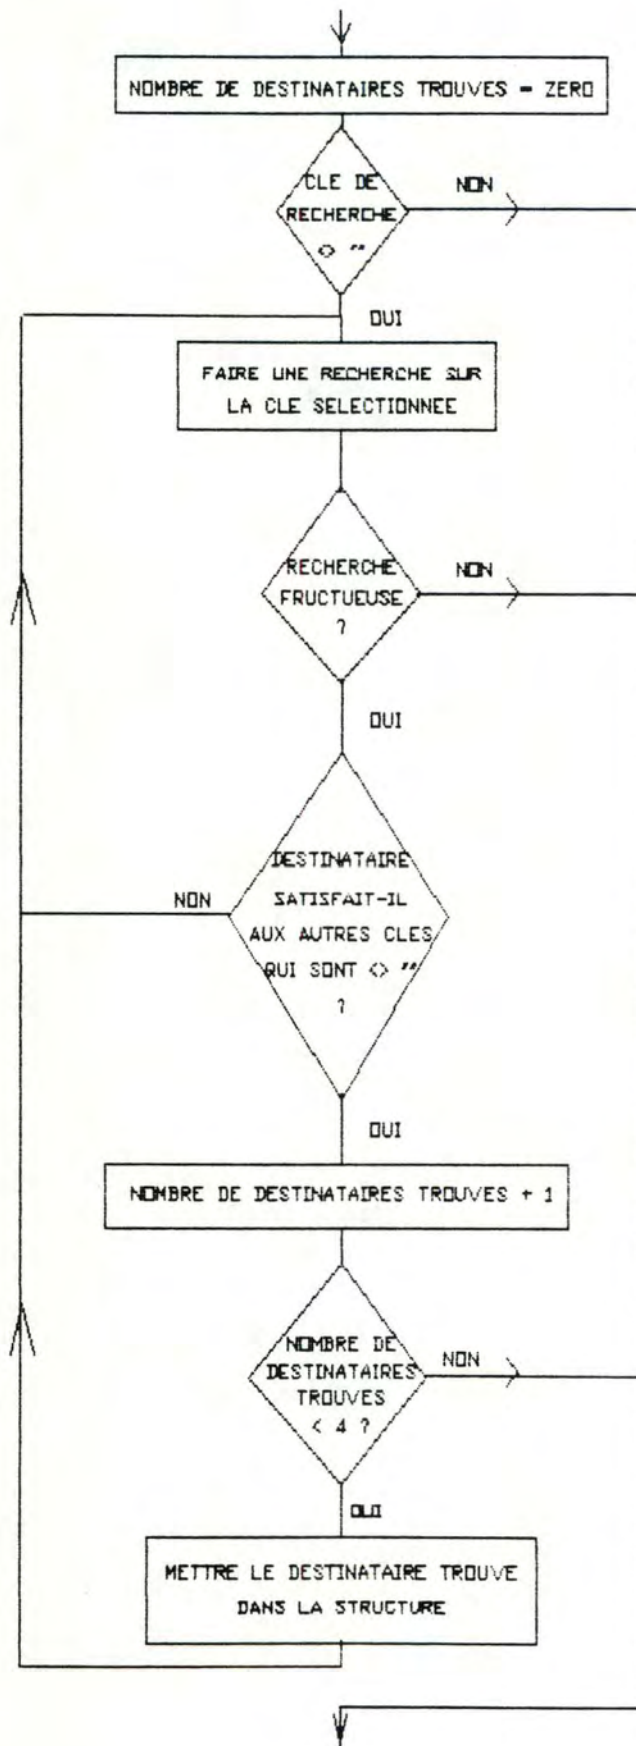 NOMBRE DE DESTINATAIRES TROUVES = ZERO
CLE DE
RECHERCHE
<> ''
NON
OUI
FAIRE UNE RECHERCHE SUR
LA CLE SELECTIONNEE
RECHERCHE
FRUCTUEUSE
?
NON
OUI
DESTINATAIRE
SATISFAIT-IL
AUX AUTRES CLES
QUI SONT <> ''
?
NON
OUI
NOMBRE DE DESTINATAIRES TROUVES + 1
NOMBRE DE
DESTINATAIRES
TROUVES
< 4 ?
NON
OUI
METTRE LE DESTINATAIRE TROUVE
DANS LA STRUCTURE